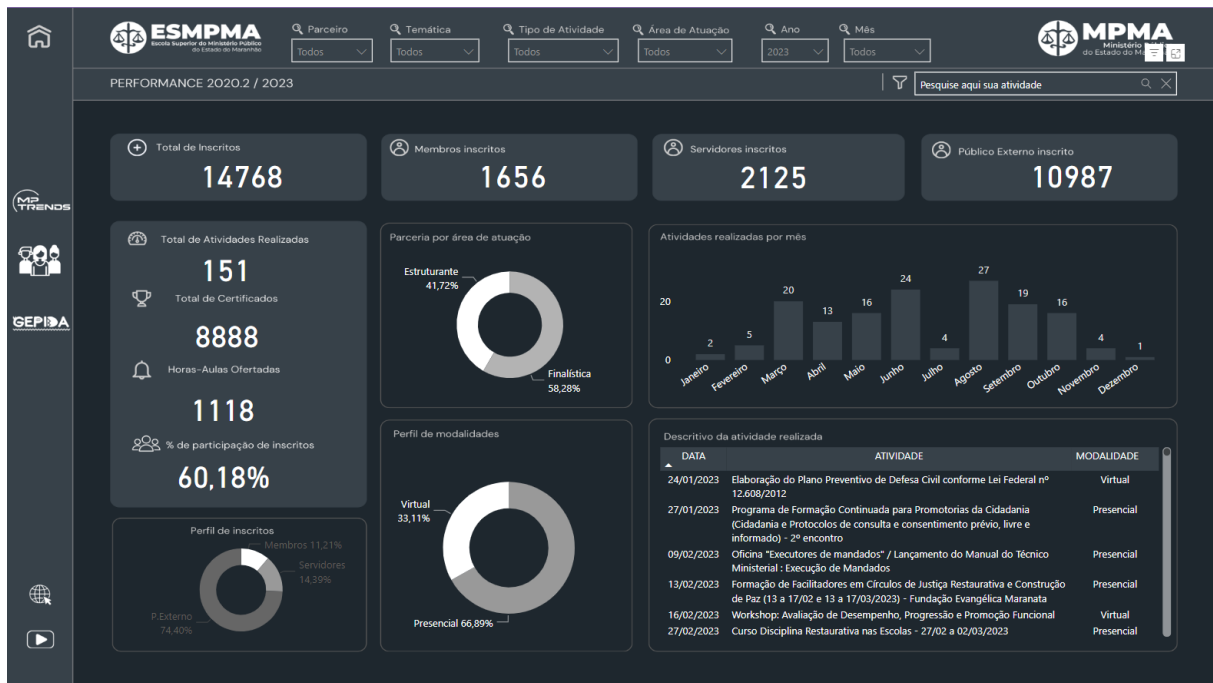 ESMPMA
Escola Superior do Ministério Público
do Estado do Maranhão
Parceiro
Todos
Temática
Todos
Tipo de Atividade
Todos
Área de Atuação
Todos
Ano
2023
Mês
Todos
MPMA
Ministério
do Estado do
PERFORMANCE 2020.2 / 2023
Pesquise aqui sua atividade
MP
TRENDS
GEPIDA
Total de Inscritos
14768
Membros inscritos
1656
Servidores inscritos
2125
Público Externo inscrito
10987
Total de Atividades Realizadas
151
Total de Certificados
8888
Horas-Aulas Ofertadas
1118
% de participação de inscritos
60,18%
Perfil de inscritos
Membros 11,21%
Servidores
14,39%
P.Externo
74,40%
Parceria por área de atuação
Estruturante
41,72%
Finalística
58,28%
Perfil de modalidades
Virtual
33,11%
Presencial 66,89%
Atividades realizadas por mês
20
0
2 5 20 13 16 24 4 27 19 16 4 1
Janeiro Fevereiro Março Abril Maio Junho Julho Agosto Setembro Outubro Novembro Dezembro
Descritivo da atividade realizada
DATA ATIVIDADE MODALIDADE
24/01/2023 Elaboração do Plano Preventivo de Defesa Civil conforme Lei Federal nº Virtual
12.608/2012
27/01/2023 Programa de Formação Continuada para Promotorias da Cidadania Presencial
(Cidadania e Protocolos de consulta e consentimento prévio, livre e
informado) - 2º encontro
09/02/2023 Oficina "Executores de mandados" / Lançamento do Manual do Técnico Presencial
Ministerial : Execução de Mandados
13/02/2023 Formação de Facilitadores em Círculos de Justiça Restaurativa e Construção Presencial
de Paz (13 a 17/02 e 13 a 17/03/2023) - Fundação Evangélica Maranata
16/02/2023 Workshop: Avaliação de Desempenho, Progressão e Promoção Funcional Virtual
27/02/2023 Curso Disciplina Restaurativa nas Escolas - 27/02 a 02/03/2023 Presencial